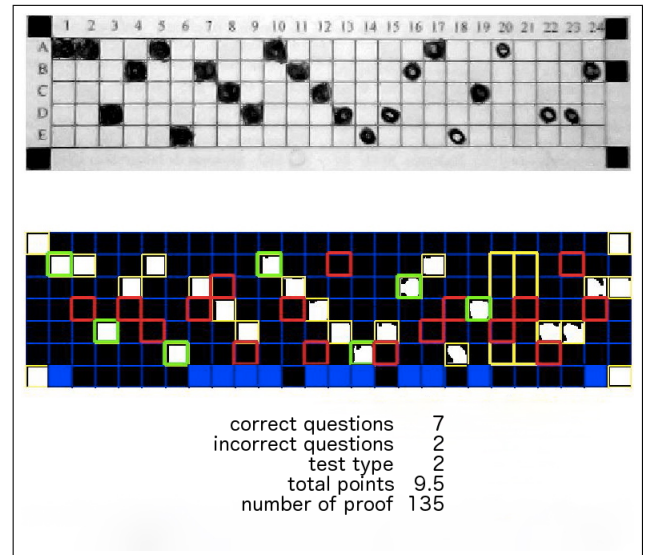 1 2 3 4 5 6 7 8 9 10 11 12 13 14 15 16 17 18 19 20 21 22 23 24
A
B
C
D
E
correct questions 7
incorrect questions 2
test type 2
total points 9.5
number of proof 135